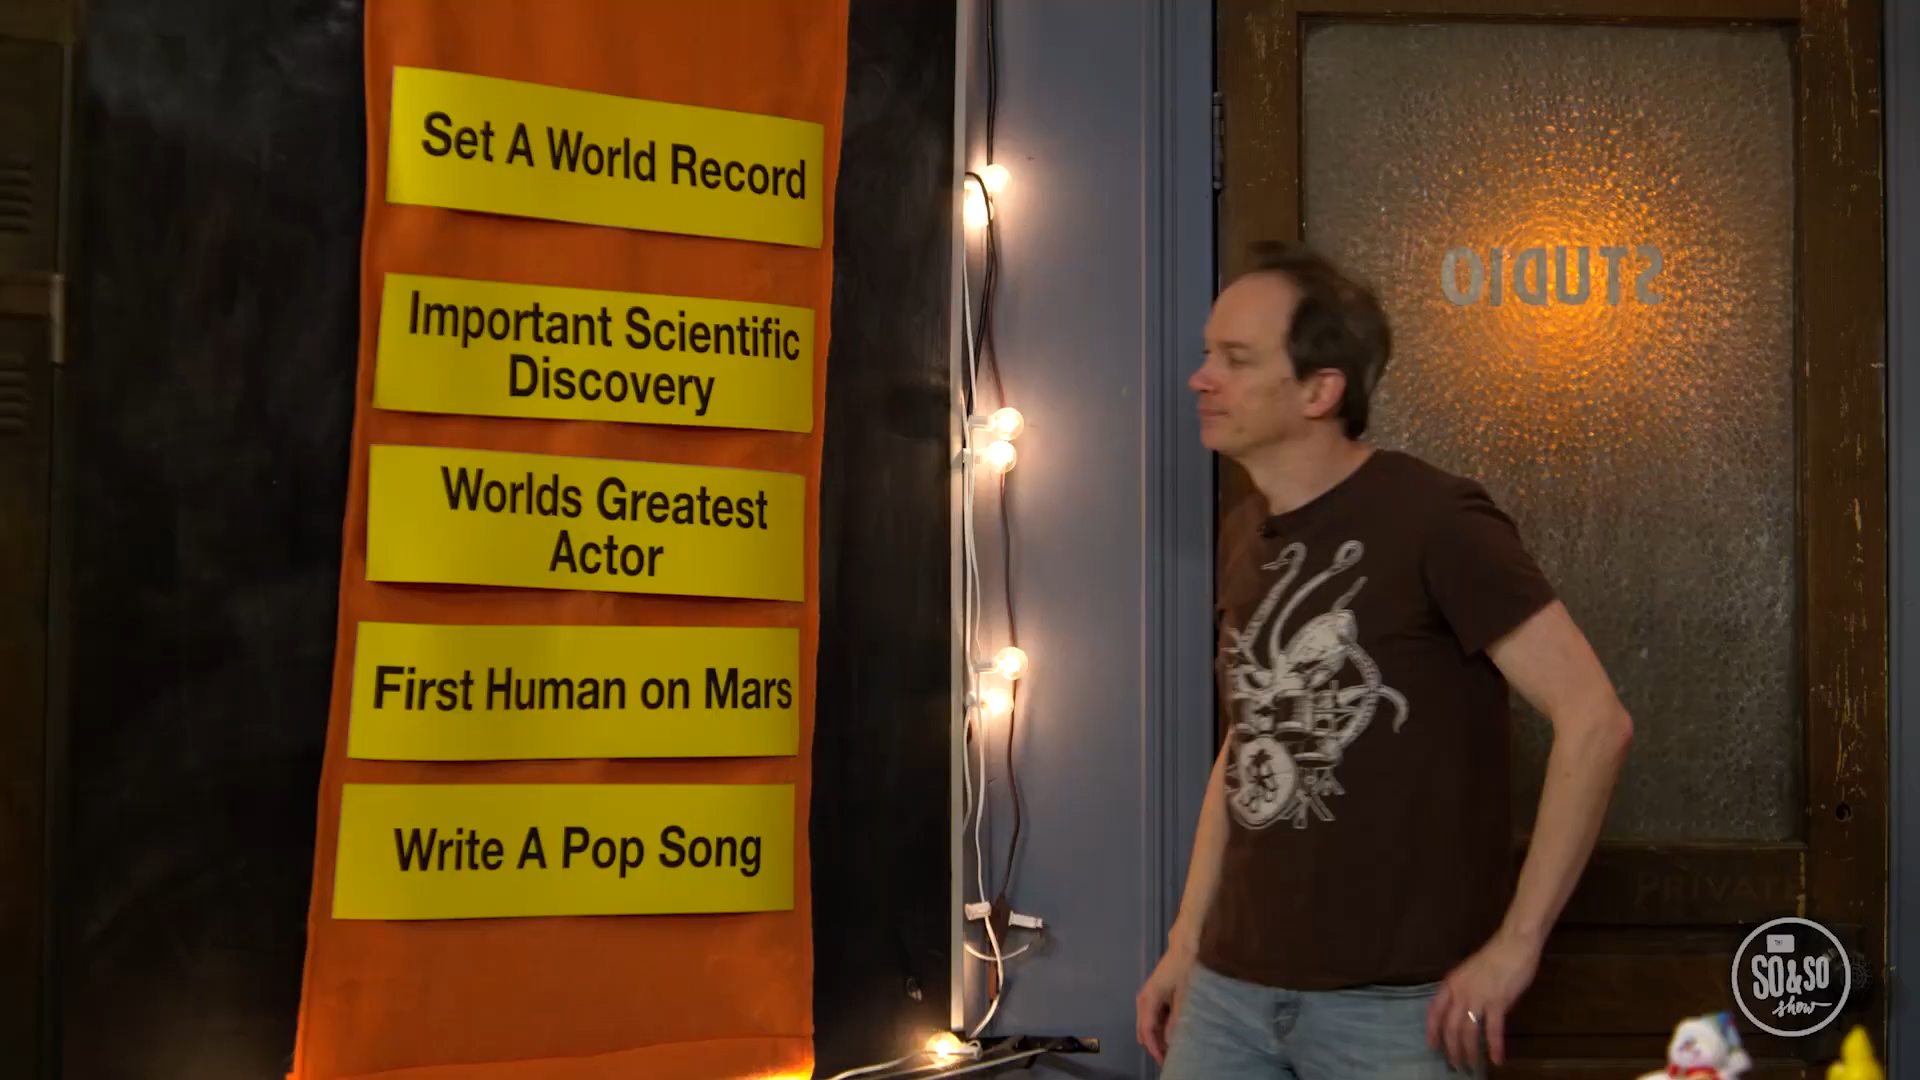 Set A World Record
Important Scientific
Discovery
Worlds Greatest
Actor
First Human on Mars
Write A Pop Song
STUDIO
PRIVATE
SO & SO
show